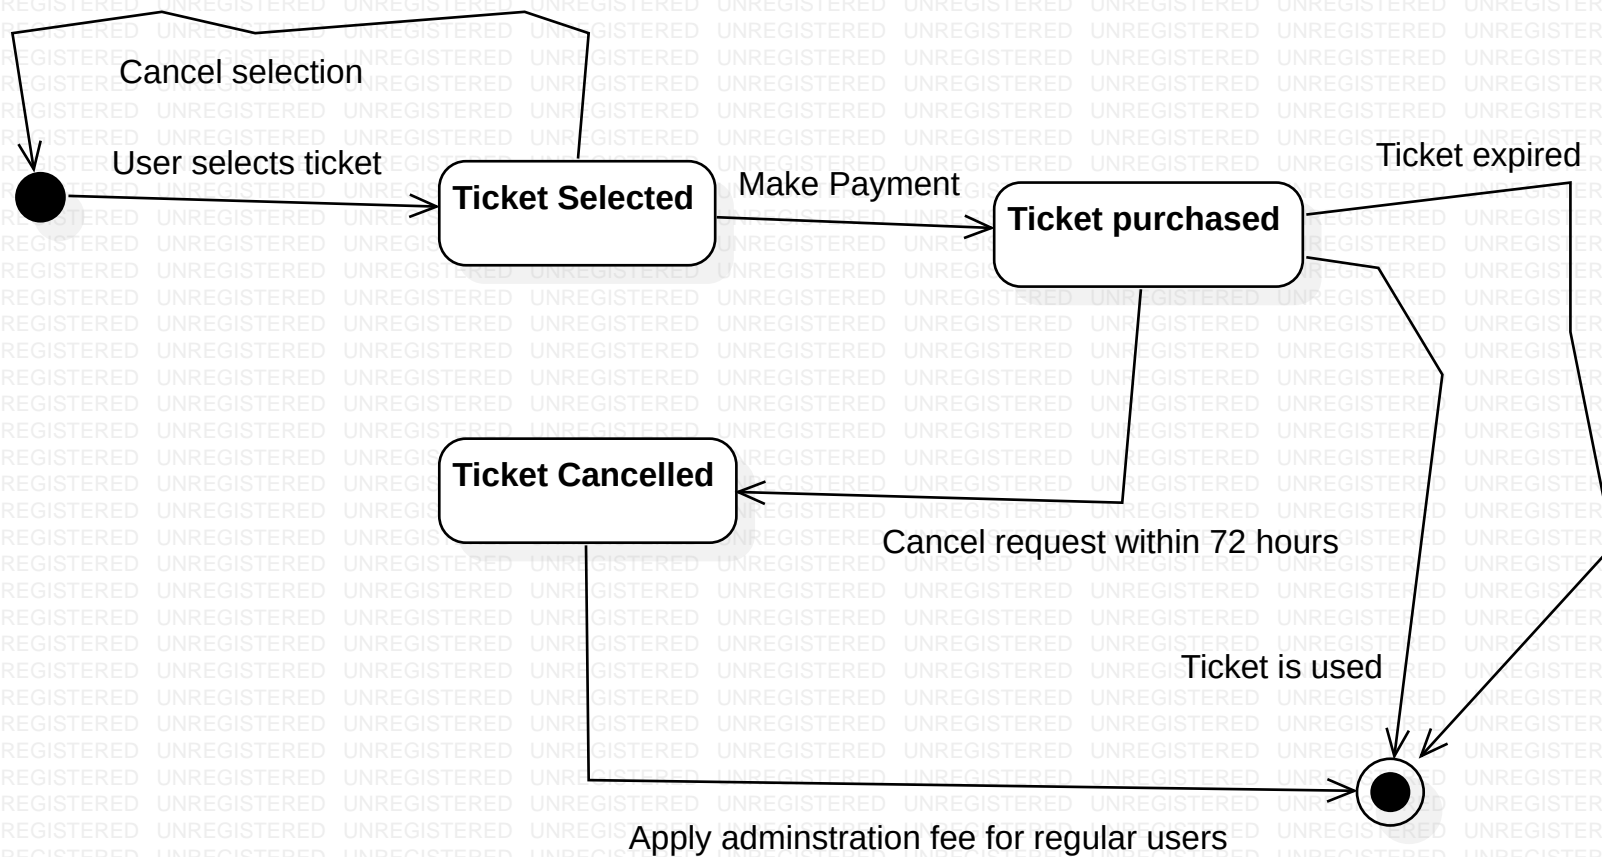 Cancel selection
User selects ticket
Ticket Selected
Make Payment
Ticket purchased
Ticket expired
Ticket Cancelled
Cancel request within 72 hours
Ticket is used
Apply adminstration fee for regular users
UNREGISTERED